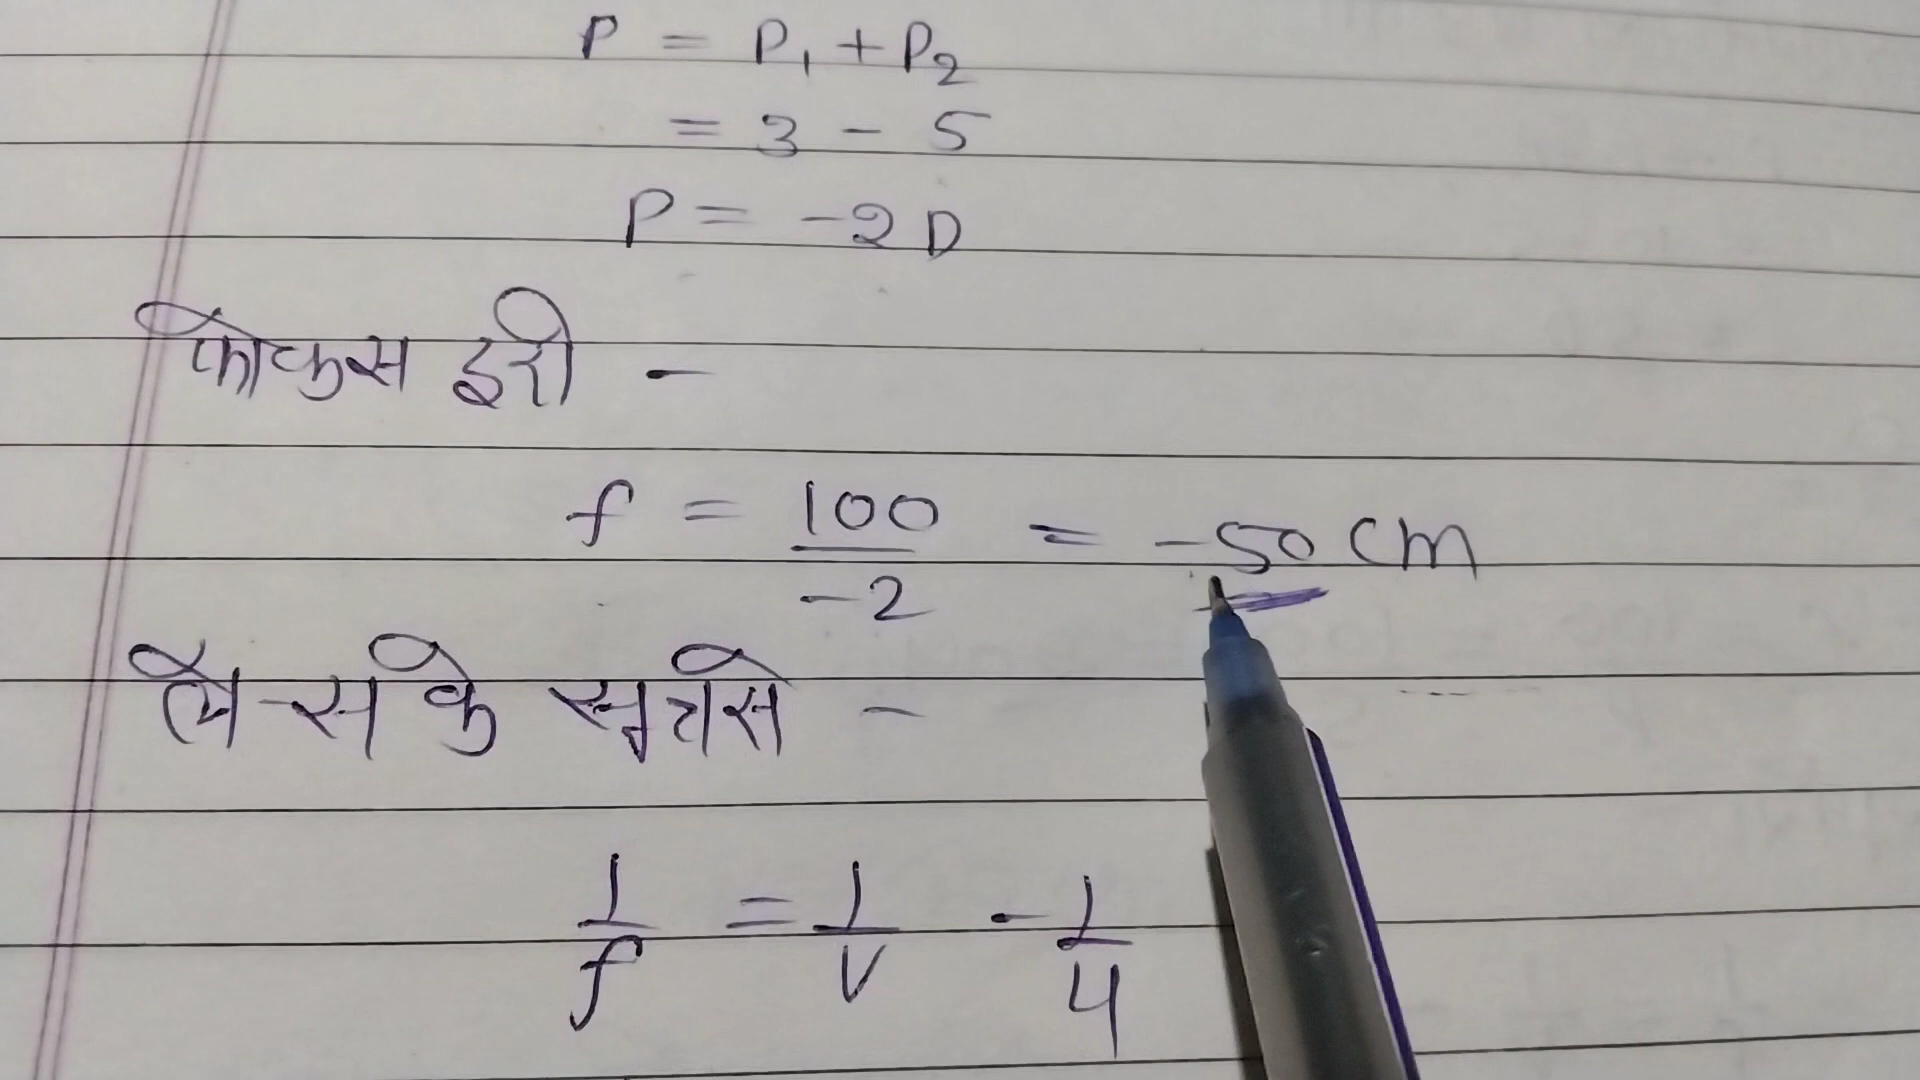 P = P₁ + P₂
= 3 - 5
P = -2 D
फोकस दूरी -
f = 100/-2 = -50 cm
लेन्स के सूत्र से -
1/f = 1/v - 1/u